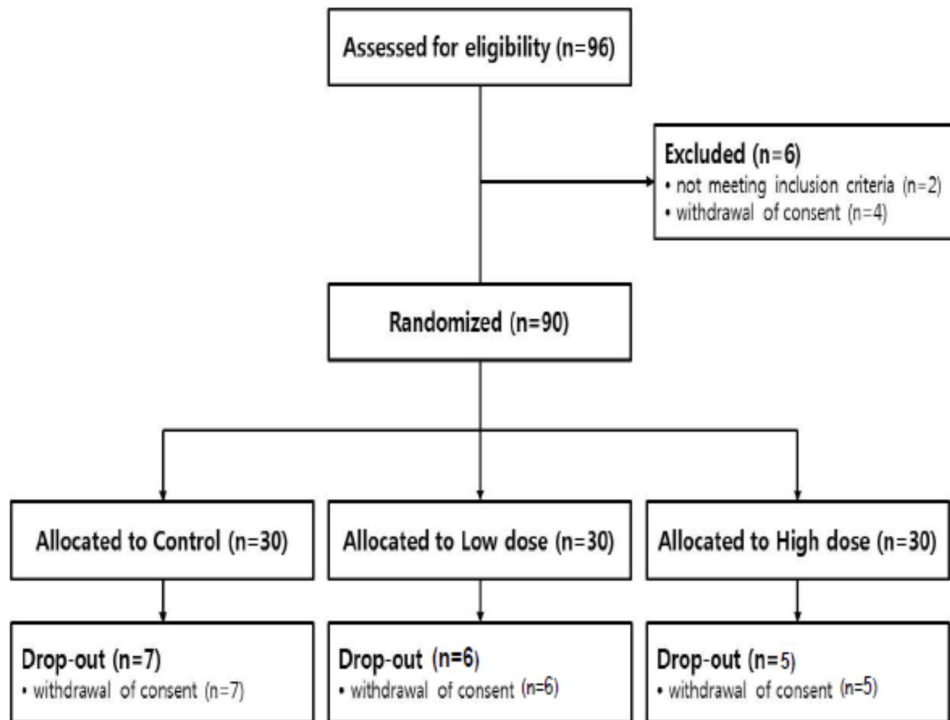 Assessed for eligibility (n=96)
Excluded (n=6)
• not meeting inclusion criteria (n=2)
• withdrawal of consent (n=4)
Randomized (n=90)
Allocated to Control (n=30)
Allocated to Low dose (n=30)
Allocated to High dose (n=30)
Drop-out (n=7)
• withdrawal of consent (n=7)
Drop-out (n=6)
• withdrawal of consent (n=6)
Drop-out (n=5)
• withdrawal of consent (n=5)